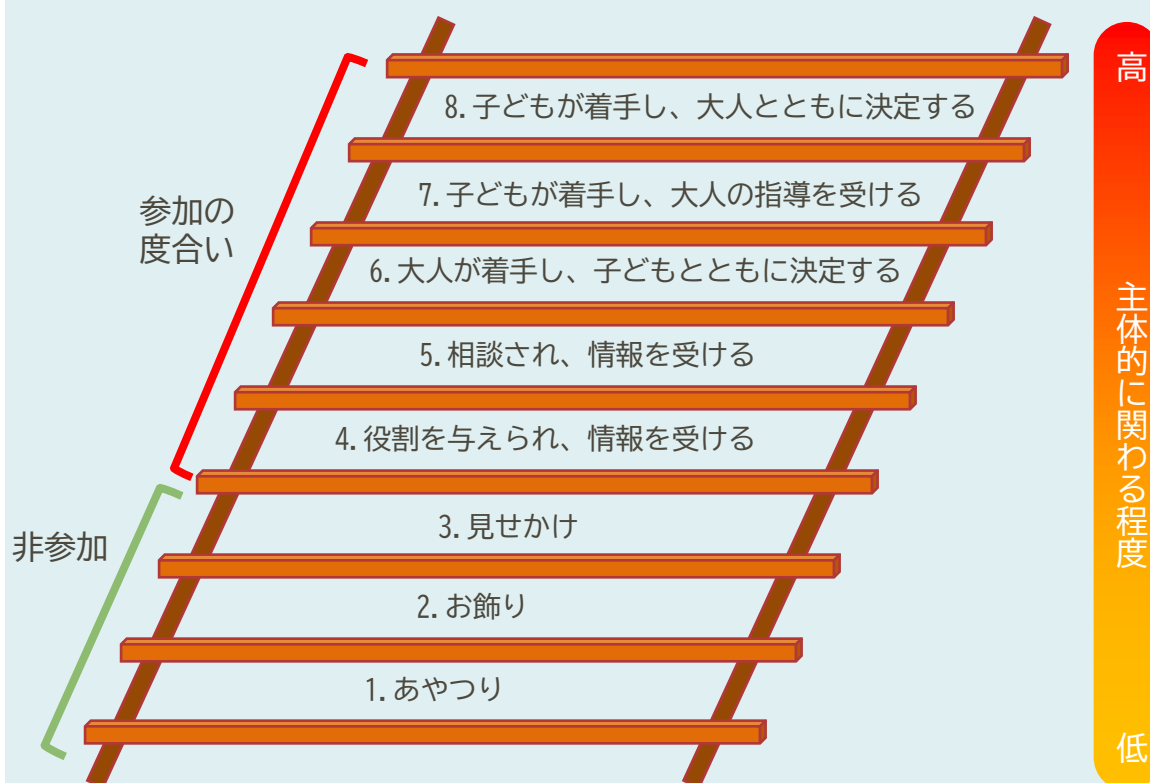 高
8.子どもが着手し、大人とともに決定する
7.子どもが着手し、大人の指導を受ける
参加の
度合い
6.大人が着手し、子どもとともに決定する
主体的に関わる程度
5.相談され、情報を受ける
4.役割を与えられ、情報を受ける
3.見せかけ
非参加
2.お飾り
1.あやつり
低